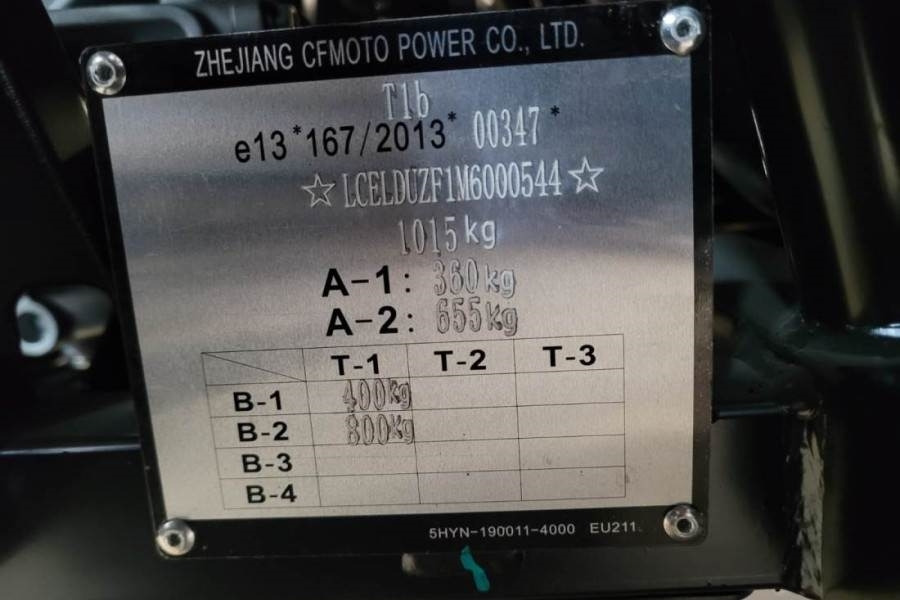 ZHEJIANG CFMOTO POWER CO., LTD.
T1b
e13*167/2013*00347*
☆LCELDUZF1M6000544☆
1015kg
A-1: 360kg
A-2: 655kg
T-1 T-2 T-3
B-1 400kg
B-2 800kg
B-3
B-4
5HYN-190011-4000 EU211